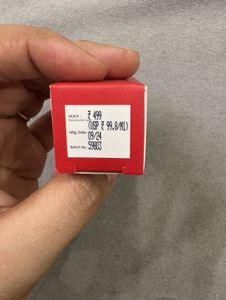 M.R.P.: ₹ 499
(USP ₹ 99.8/Ml)
Mfg. Date 09/24
Batch No. 59803